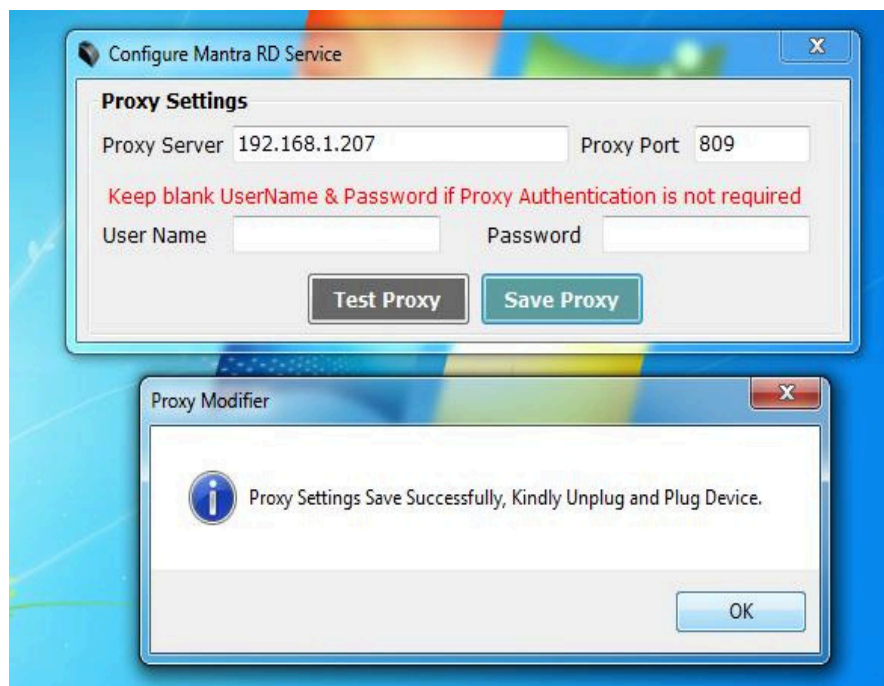 Configure Mantra RD Service
X
Proxy Settings
Proxy Server 192.168.1.207 Proxy Port 809
Keep blank UserName & Password if Proxy Authentication is not required
User Name Password
Test Proxy Save Proxy
Proxy Modifier
X
Proxy Settings Save Successfully, Kindly Unplug and Plug Device.
OK